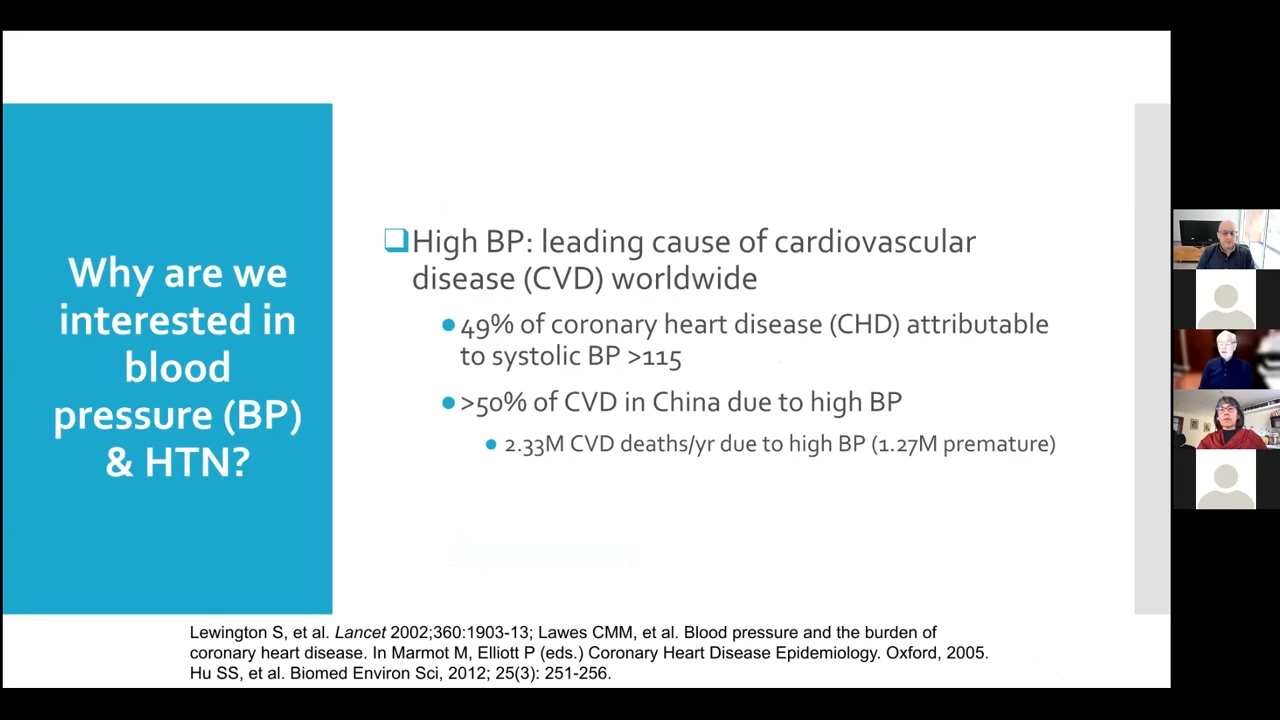 Why are we
interested in
blood
pressure (BP)
& HTN?
High BP: leading cause of cardiovascular
disease (CVD) worldwide
49% of coronary heart disease (CHD) attributable
to systolic BP >115
>50% of CVD in China due to high BP
2.33M CVD deaths/yr due to high BP (1.27M premature)
Lewington S, et al. Lancet 2002;360:1903-13; Lawes CMM, et al. Blood pressure and the burden of
coronary heart disease. In Marmot M, Elliott P (eds.) Coronary Heart Disease Epidemiology. Oxford, 2005.
Hu SS, et al. Biomed Environ Sci, 2012; 25(3): 251-256.